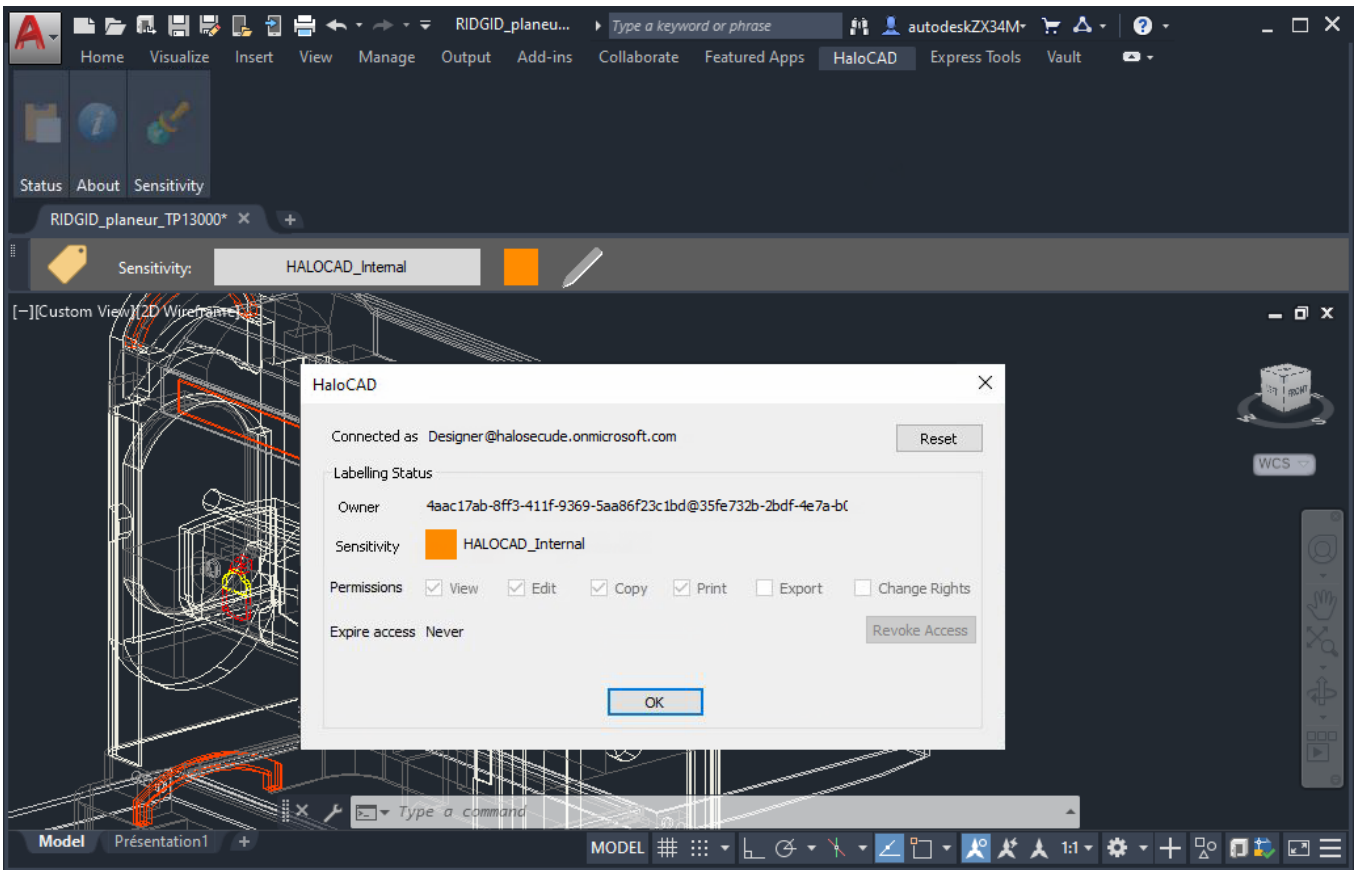 A RIDGID_planeu... Type a keyword or phrase autodeskZX34M ?
Home Visualize Insert View Manage Output Add-ins Collaborate Featured Apps HaloCAD Express Tools Vault
Status About Sensitivity
RIDGID_planeur_TP13000* × +
Sensitivity: HALOCAD_Internal
[−][Custom View][2D Wireframe]
HaloCAD
FRONT
Connected as Designer@halosecude.onmicrosoft.com Reset
WCS
Labelling Status
Owner 4aac17ab-8ff3-411f-9369-5aa86f23c1bd@35fe732b-2bdf-4e7a-b0
Sensitivity HALOCAD_Internal
Permissions View Edit Copy Print Export Change Rights
Expire access Never Revoke Access
OK
Type a command
Model Présentation1 + MODEL 1:1